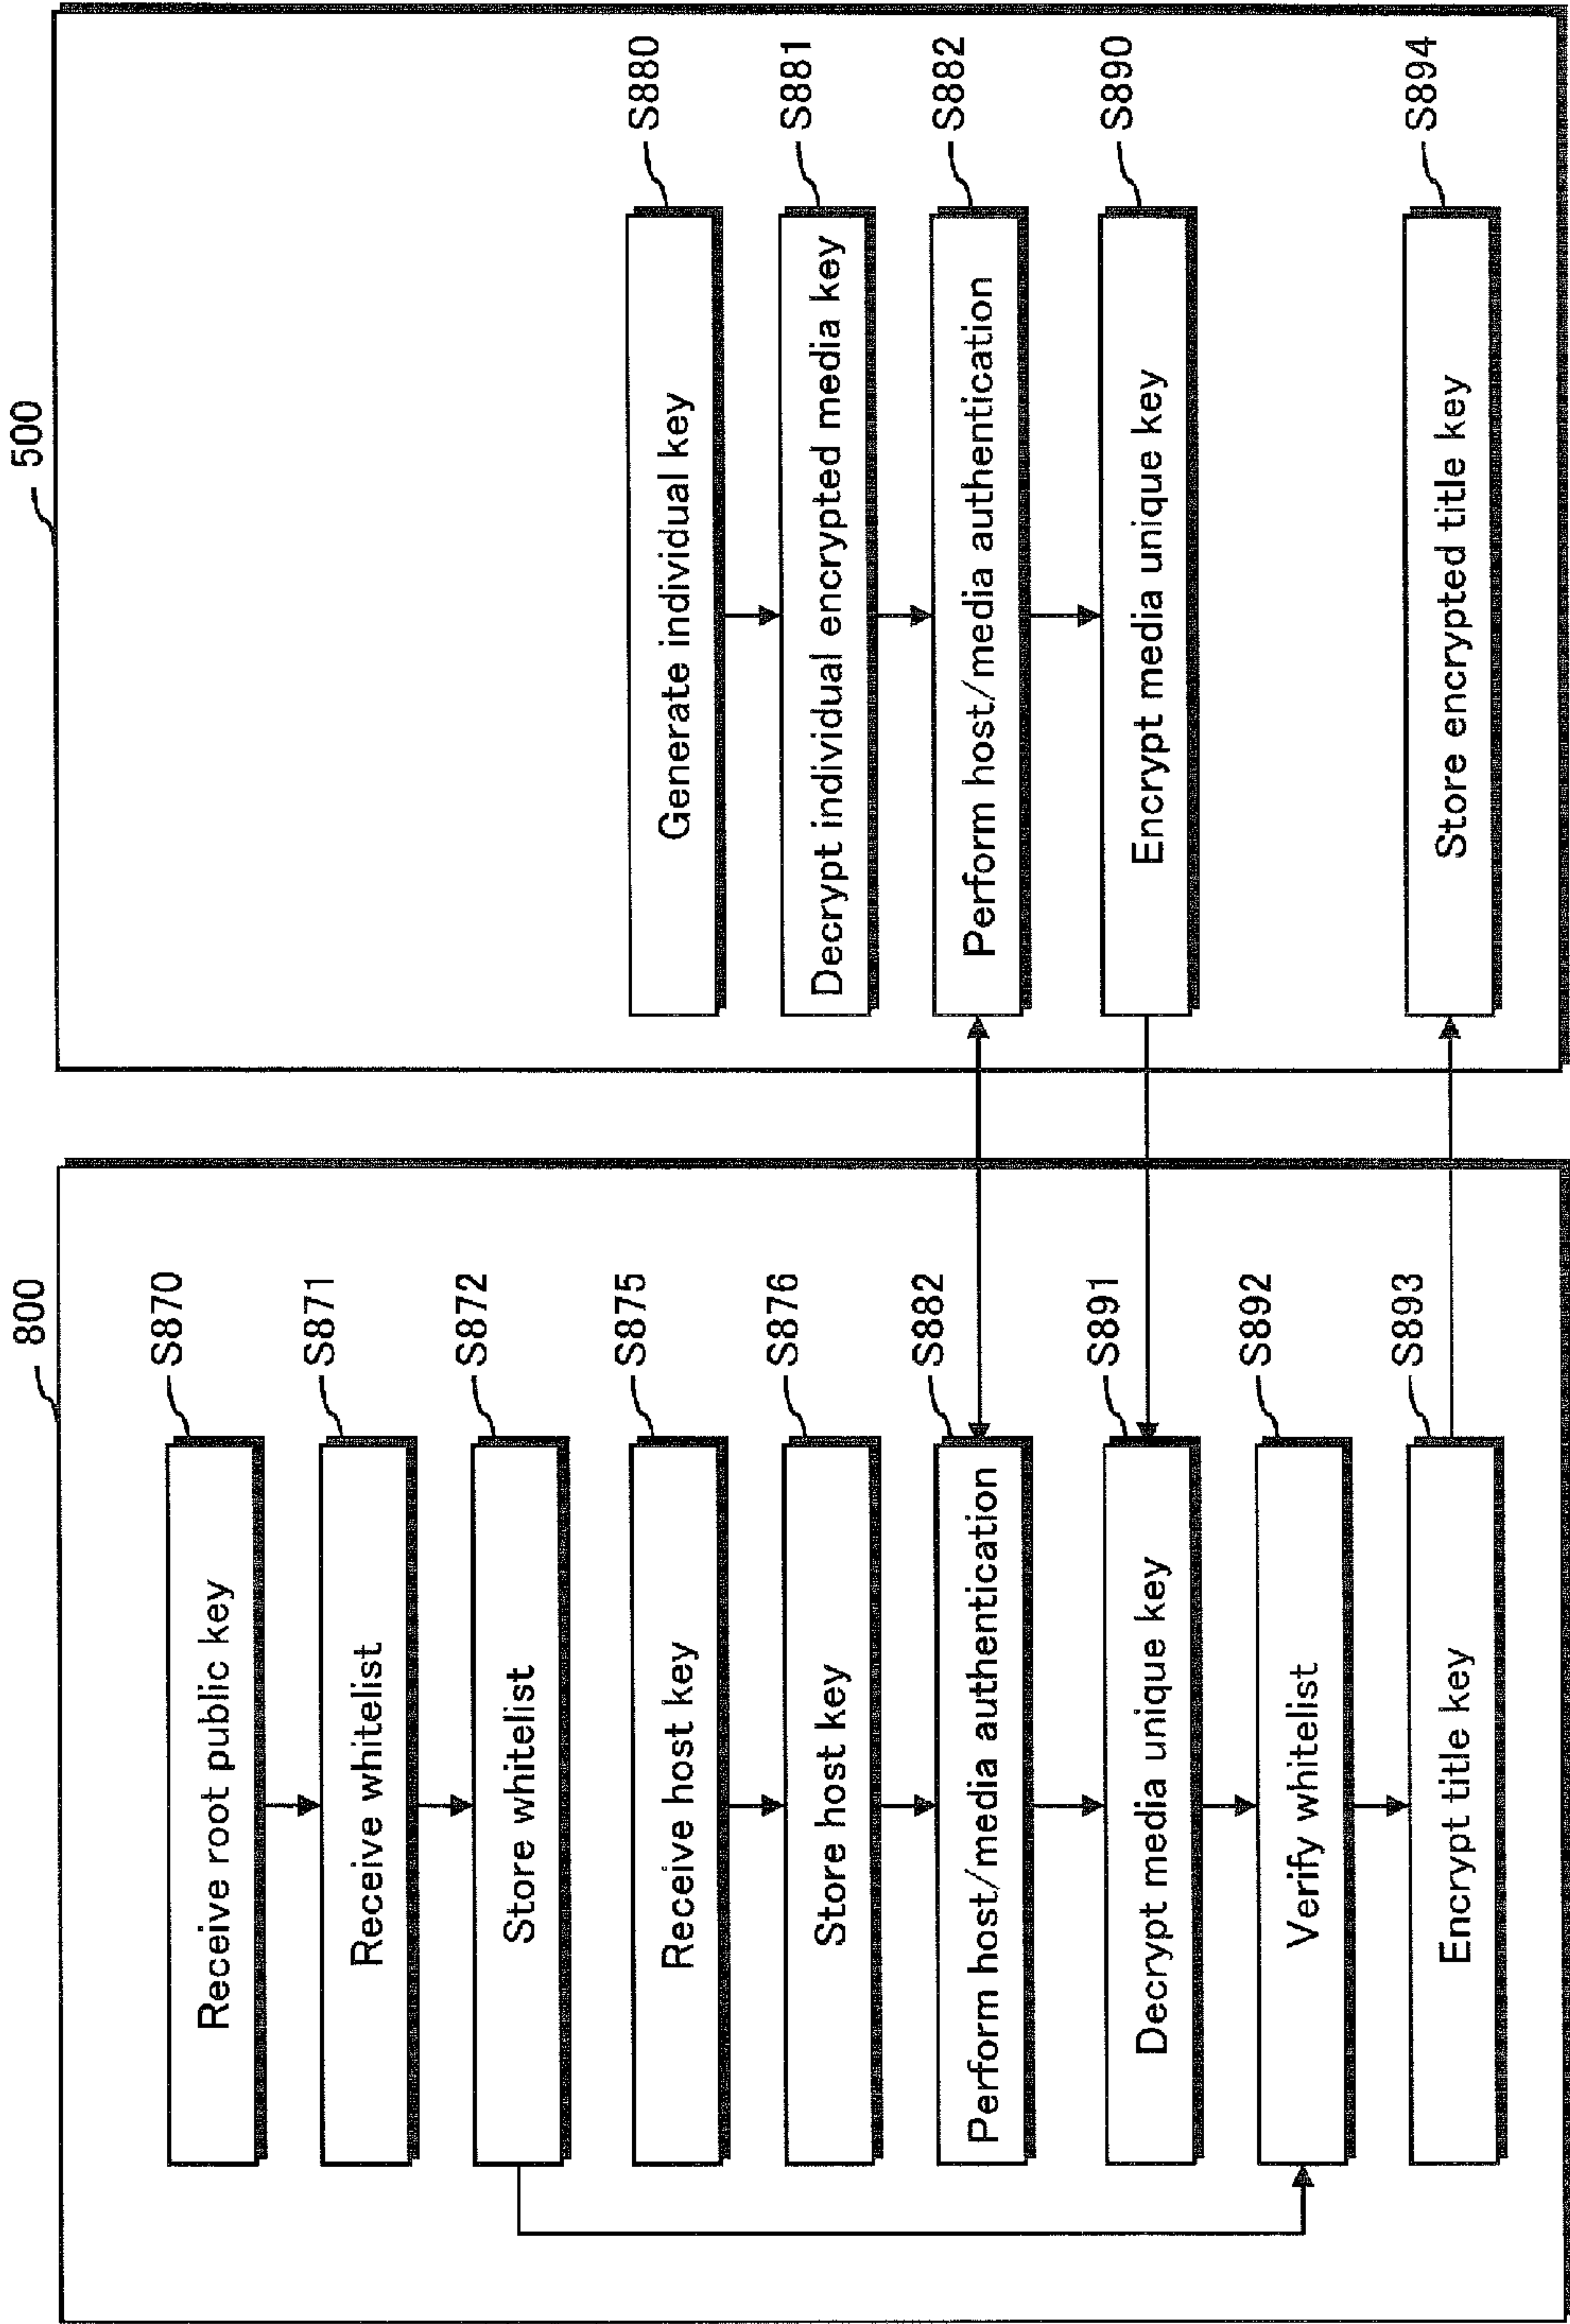 800
Receive root public key
S870
Receive whitelist
S871
Store whitelist
S872
Receive host key
S875
Store host key
S876
Perform host/media authentication
S882
Decrypt media unique key
S891
Verify whitelist
S892
Encrypt title key
S893
500
Generate individual key
S880
Decrypt individual encrypted media key
S881
Perform host/media authentication
S882
Encrypt media unique key
S890
Store encrypted title key
S894